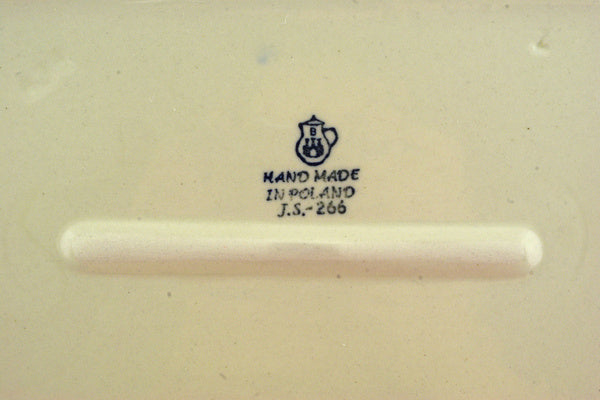 B
HAND MADE
IN POLAND
J.S.-266